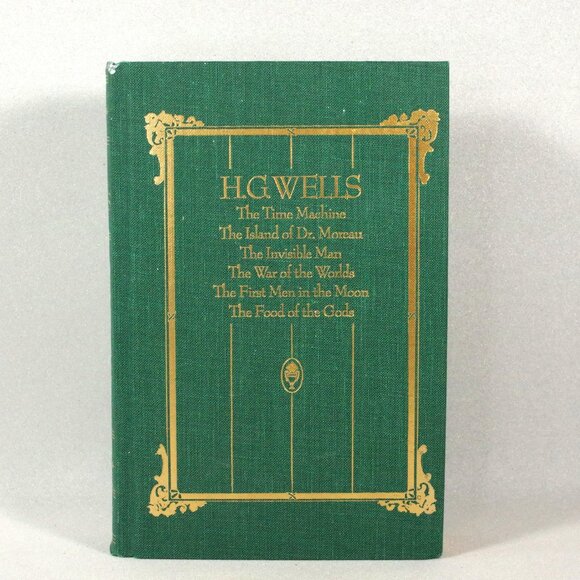 H.G.WELLS
The Time Machine
The Island of Dr. Moreau
The Invisible Man
The War of the Worlds
The First Men in the Moon
The Food of the Gods